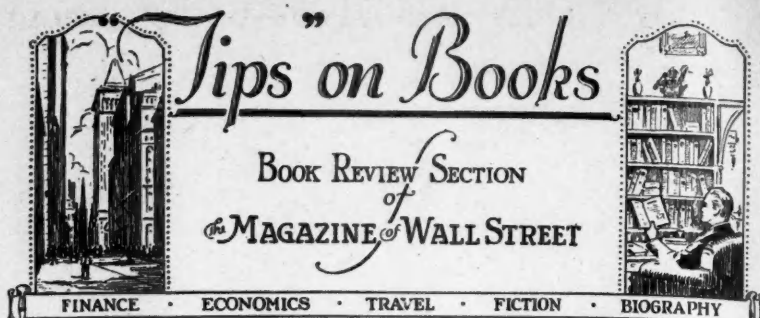 "Tips" on Books
BOOK REVIEW SECTION
of
the MAGAZINE of WALL STREET
FINANCE · ECONOMICS · TRAVEL · FICTION · BIOGRAPHY